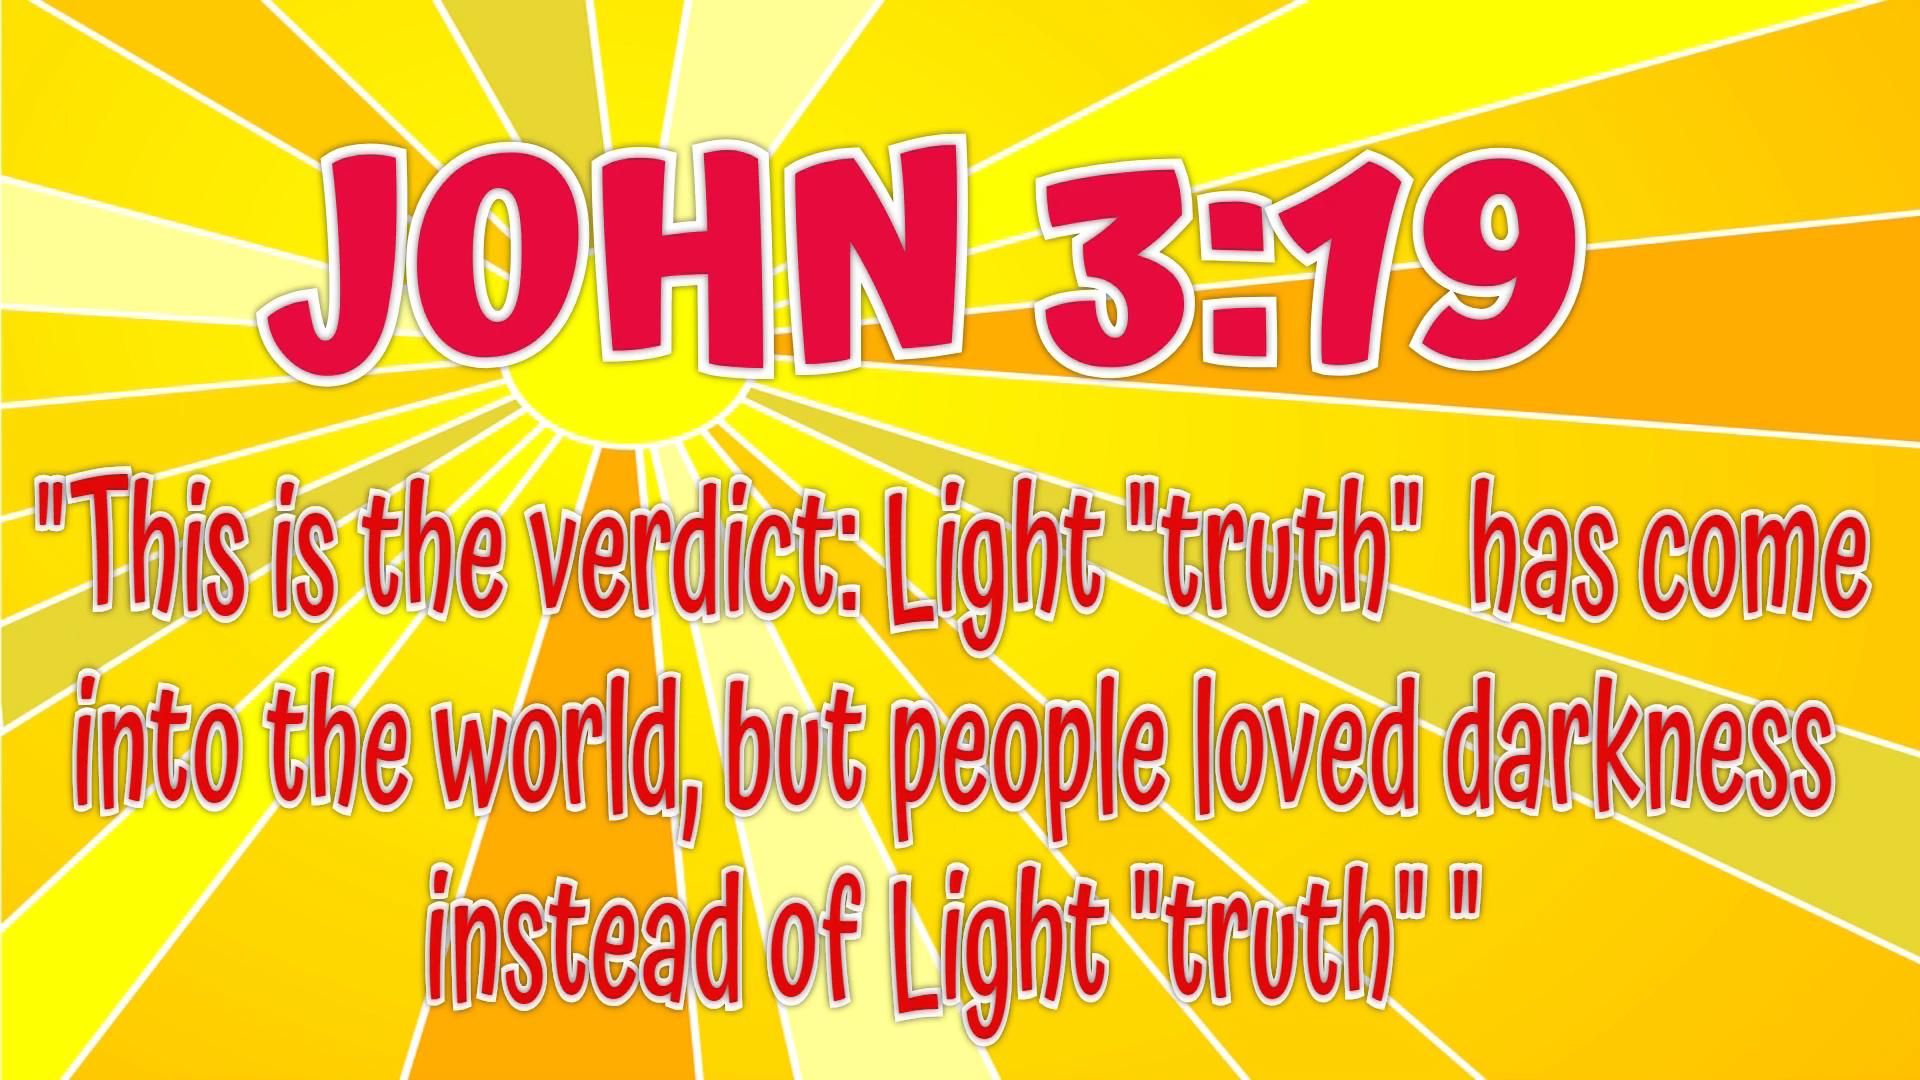 JOHN 3:19
"This is the verdict: Light "truth" has come
into the world, but people loved darkness
instead of Light "truth" "